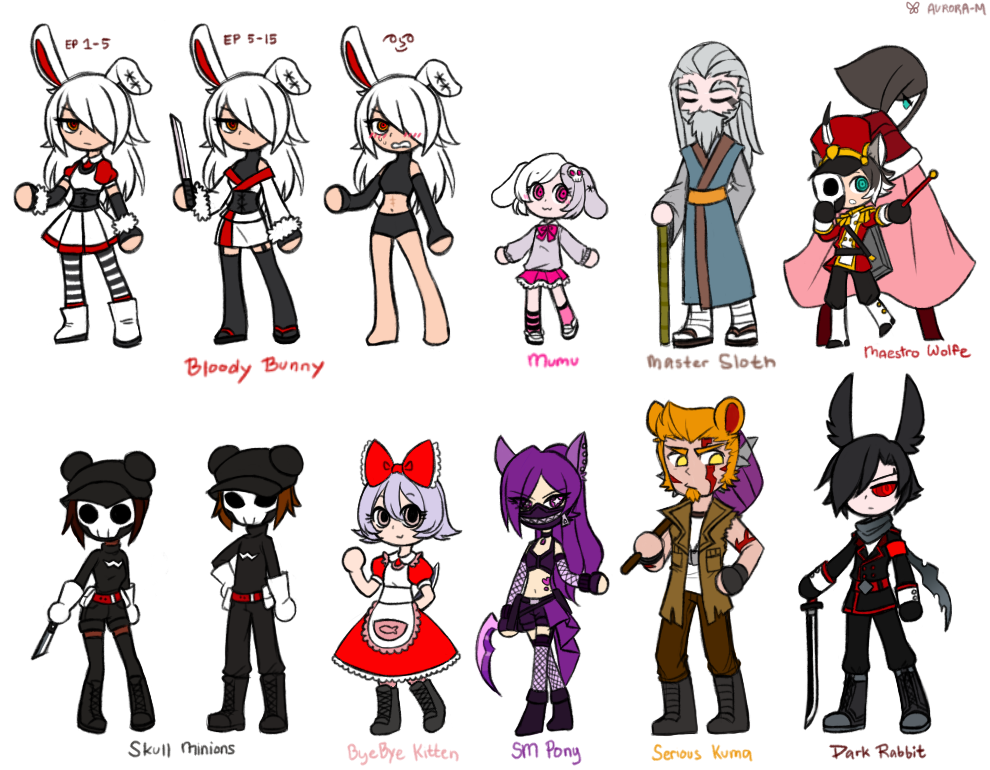 AURORA-M
EP 1-5
EP 5-15
Bloody Bunny
Mumu
Master Sloth
Maestro Wolfe
Skull Minions
ByeBye Kitten
SM Pony
Serious Kuma
Dark Rabbit